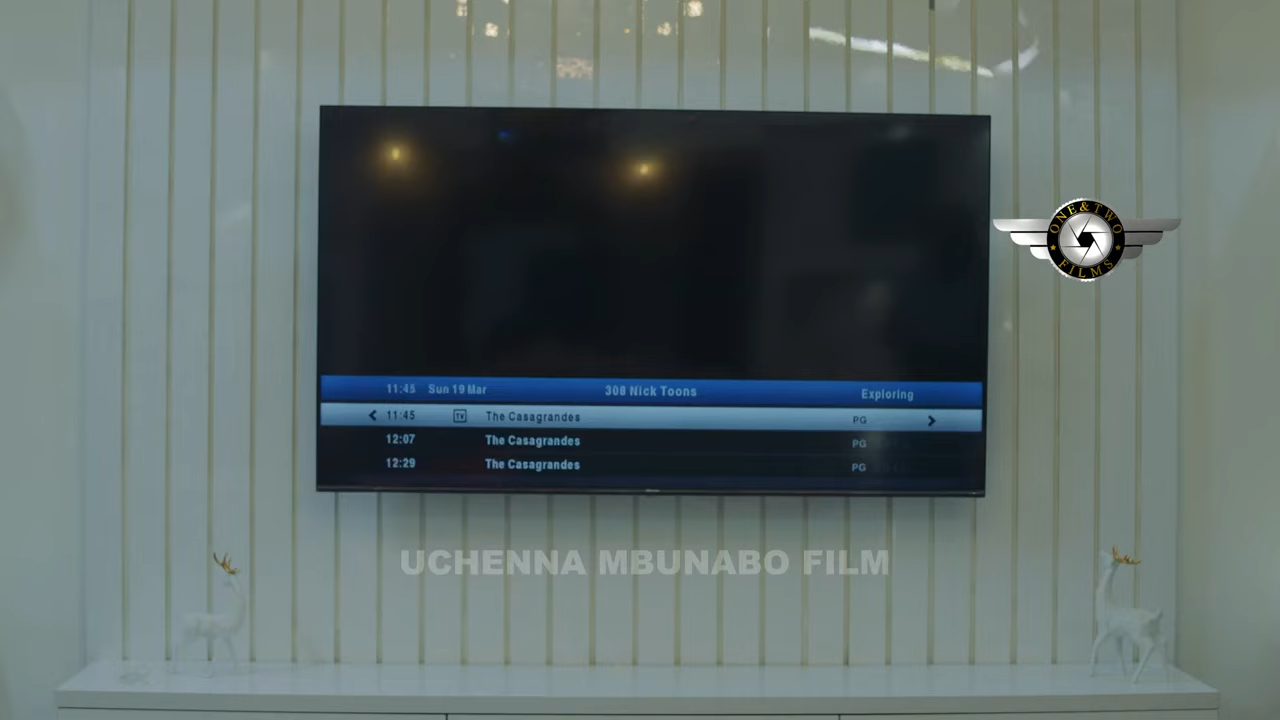 ONE&TWO
FILMS
11:45 Sun 19 Mar 308 Nick Toons Exploring
11:45 TV The Casagrandes PG
12:07 The Casagrandes PG
12:29 The Casagrandes PG
UCHENNA MBUNABO FILM